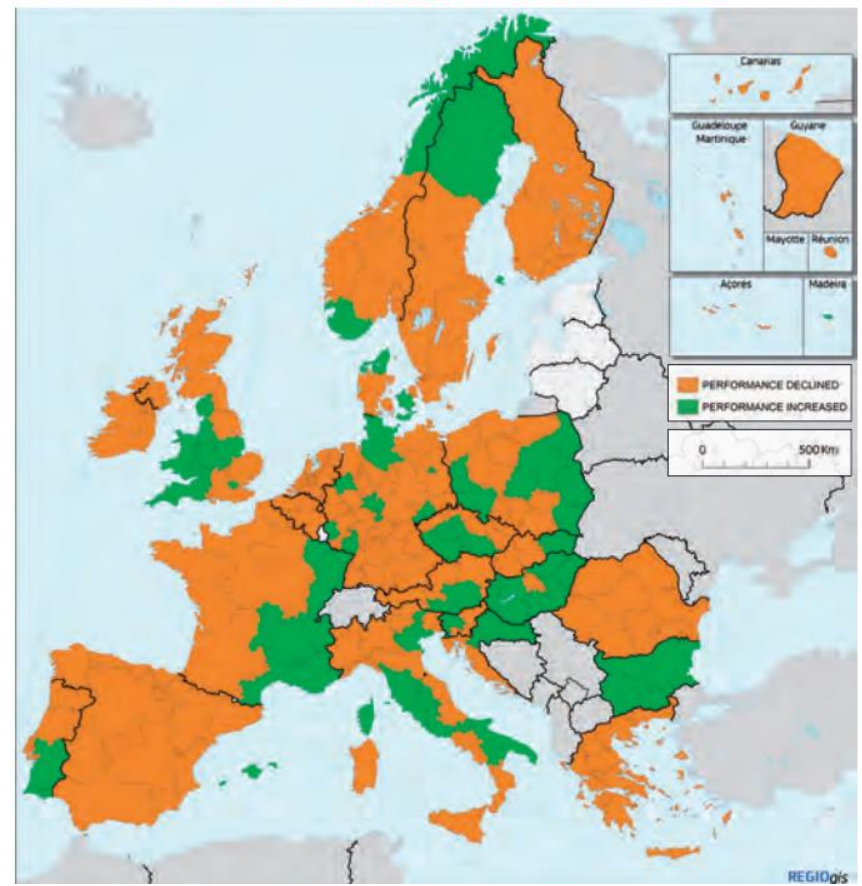 Canarias
Guadeloupe
Martinique
Guyane
Mayotte
Réunion
Açores
Madeira
PERFORMANCE DECLINED
PERFORMANCE INCREASED
0 500 Km
REGIOgis